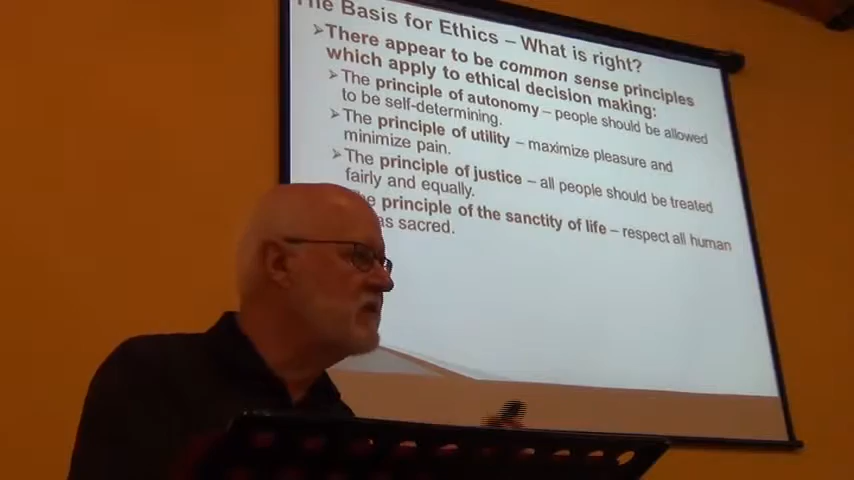 The Basis for Ethics – What is right?
➢There appear to be common sense principles
which apply to ethical decision making:
➢The principle of autonomy – people should be allowed
to be self-determining.
➢The principle of utility – maximize pleasure and
minimize pain.
➢The principle of justice – all people should be treated
fairly and equally.
principle of the sanctity of life – respect all human
as sacred.